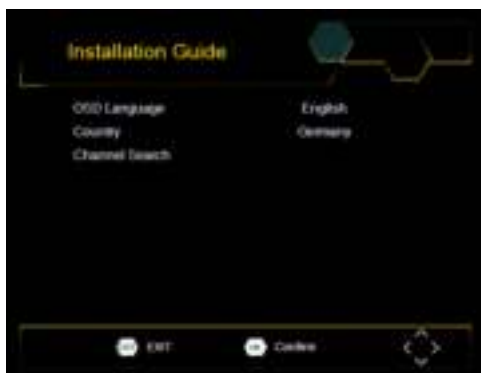 Installation Guide
OSD Language English
Country Germany
Channel Search
EXIT Confirm